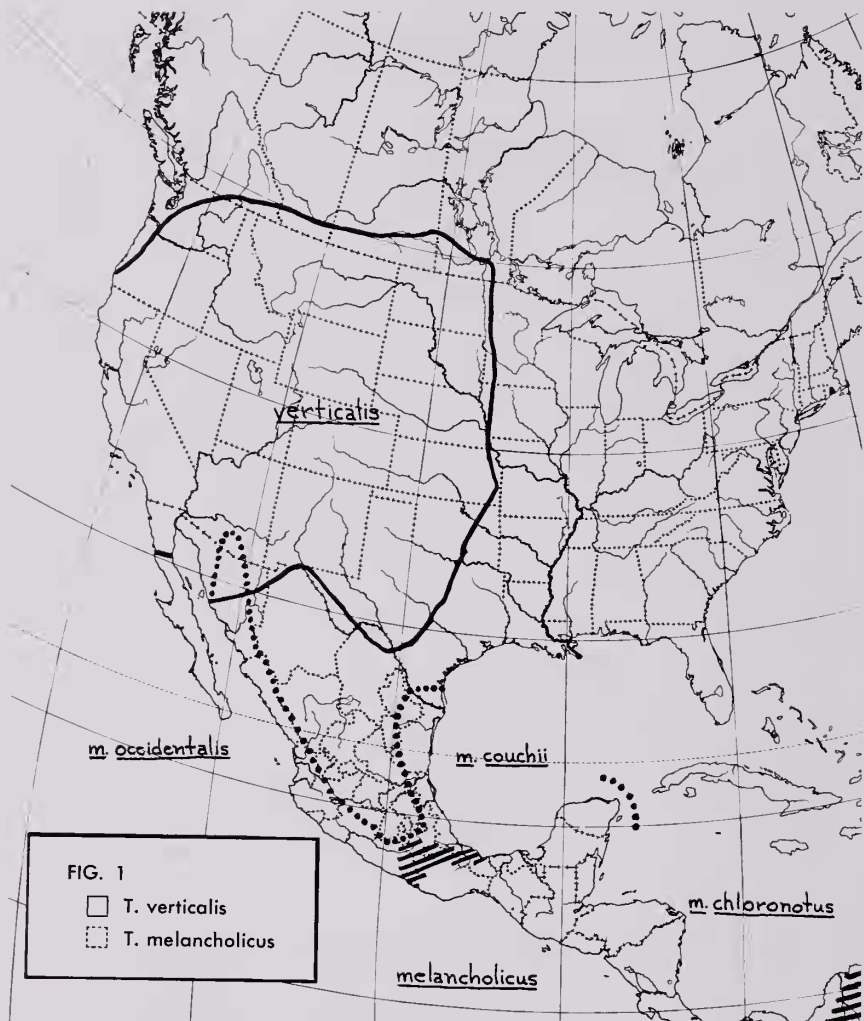 verticalis
m. occidentalis
m. couchii
FIG. 1
T. verticalis
T. melancholicus
m. chloronotus
melancholicus